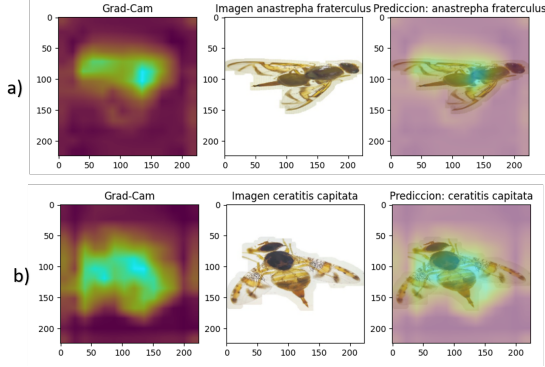 Grad-Cam Imagen anastrepha fraterculus Prediccion: anastrepha fraterculus
0 0 0
50 50 50
a)
100 100 100
150 150 150
200 200 200
0 50 100 150 200 0 50 100 150 200 0 50 100 150 200
Grad-Cam Imagen ceratitis capitata Prediccion: ceratitis capitata
0 0 0
50 50 50
b)
100 100 100
150 150 150
200 200 200
0 50 100 150 200 0 50 100 150 200 0 50 100 150 200